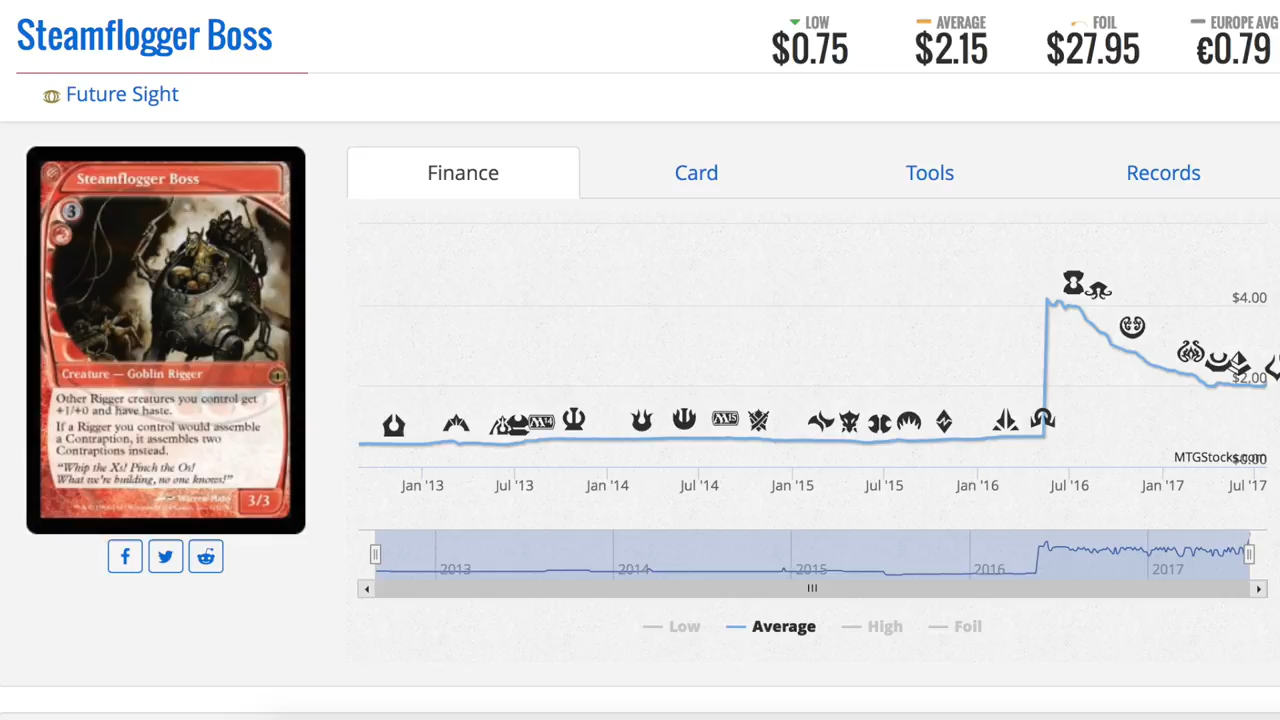 Steamflogger Boss
LOW
$0.75
AVERAGE
$2.15
FOIL
$27.95
EUROPE AVG
€0.79
Future Sight
Steamflogger Boss
3
Creature — Goblin Rigger
Other Rigger creatures you control get
+1/+0 and have haste.
If a Rigger you control would assemble
a Contraption, it assembles two
Contraptions instead.
"Whip the Xs! Pinch the Os!
What we're building, no one knows!"
3/3
Finance
Card
Tools
Records
$4.00
$2.00
$0.00
M14
M15
MTGStocks.com
Jan '13
Jul '13
Jan '14
Jul '14
Jan '15
Jul '15
Jan '16
Jul '16
Jan '17
Jul '17
2013
2014
2015
2016
2017
Low
Average
High
Foil